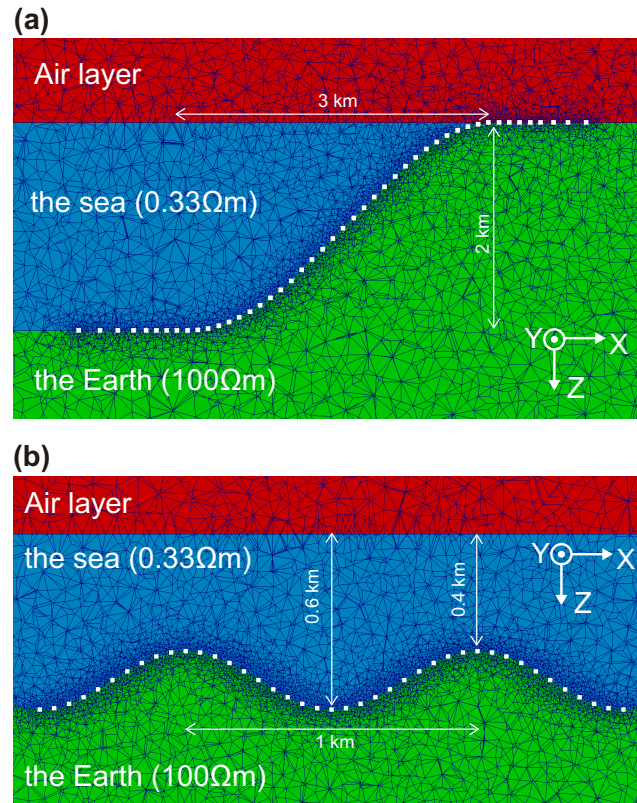 (a)
Air layer
3 km
the sea (0.33Ωm)
2 km
Y X
Z
the Earth (100Ωm)
(b)
Air layer
the sea (0.33Ωm)
Y X
Z
0.6 km
0.4 km
1 km
the Earth (100Ωm)